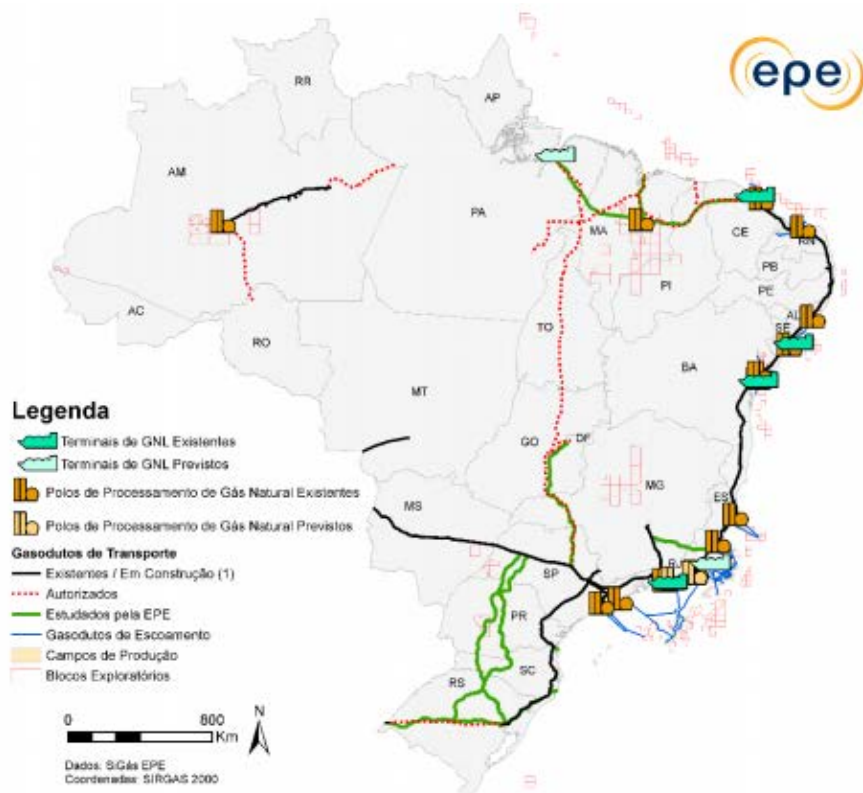 epe
RR
AP
AM
PA
MA
CE
RN
PB
PE
PI
AL
SE
AC
RO
TO
BA
MT
GO
DF
MG
ES
MS
SP
PR
SC
RS
Legenda
Terminais de GNL Existentes
Terminais de GNL Previstos
Polos de Processamento de Gás Natural Existentes
Polos de Processamento de Gás Natural Previstos
Gasodutos de Transporte
Existentes / Em Construção (1)
Autorizados
Estudados pela EPE
Gasodutos de Escoamento
Campos de Produção
Blocos Exploratórios
0 800
Km
N
Dados: SiGás EPE
Coordenadas: SIRGAS 2000